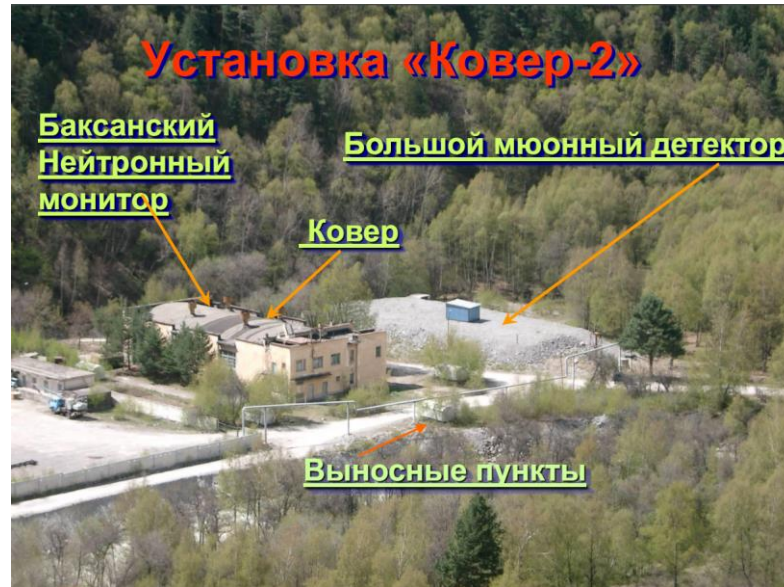 Установка «Ковер-2»
Баксанский
Нейтронный
монитор
Большой мюонный детектор
Ковер
Выносные пункты